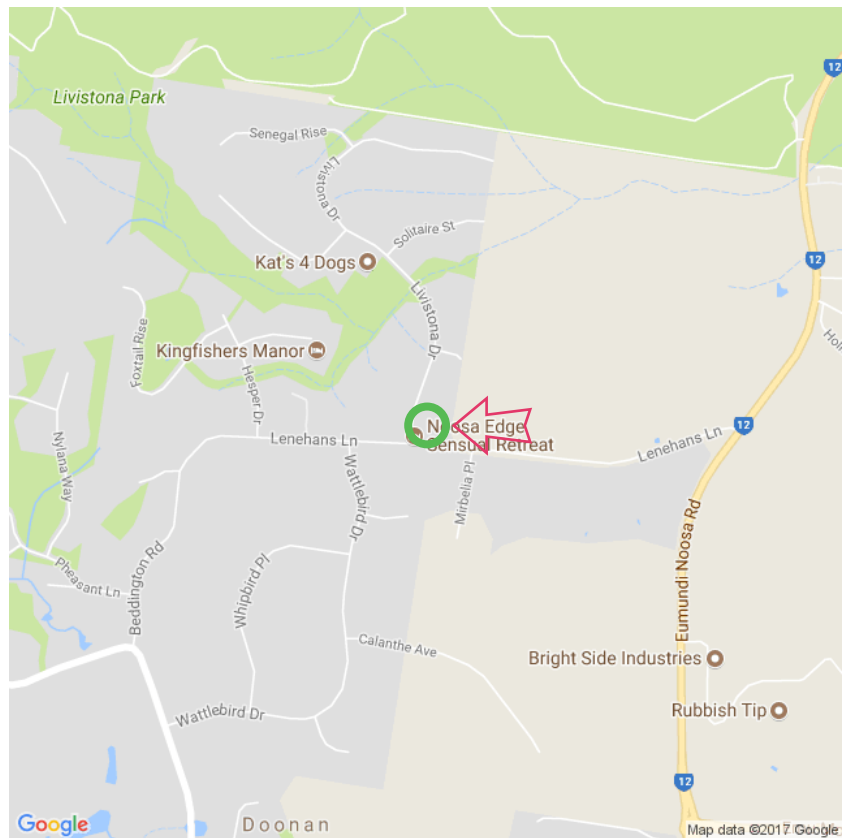 12
Livistona Park
Senegal Rise
Livistona Dr
Solitaire St
Kat's 4 Dogs
12
Livistona Dr
Foxtail Rise
Kingfishers Manor
Hesper Dr
Noosa Edge
Sensual Retreat
Lenehans Ln
Lenehans Ln
12
Nylana Way
Wattlebird Dr
Mirbelia Pl
Eumundi Noosa Rd
Beddington Rd
Pheasant Ln
Whipbird Pl
Calanthe Ave
Bright Side Industries
Wattlebird Dr
Rubbish Tip
12
Google
Doonan
Map data ©2017 Google